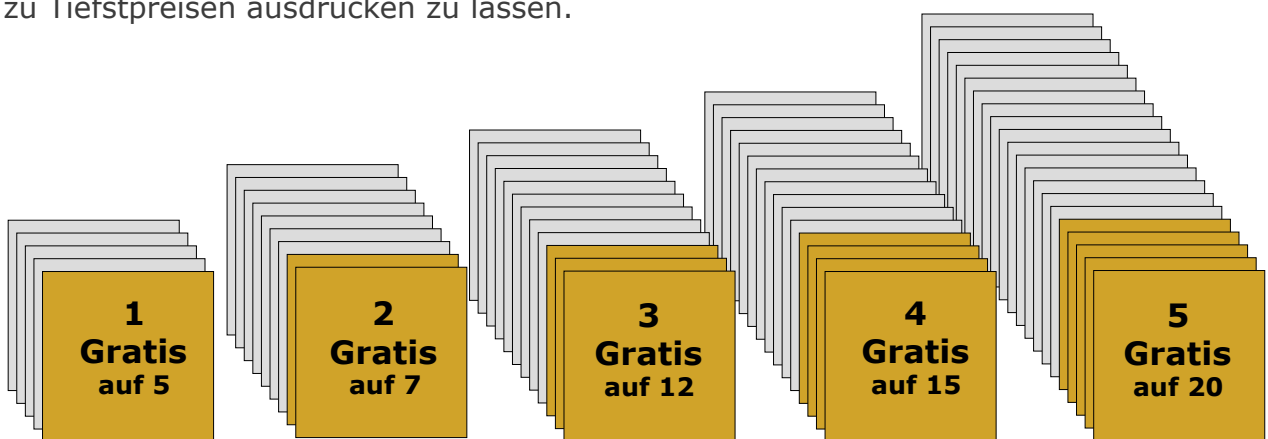 zu Tiefstpreisen ausdrucken zu lassen.
1
Gratis
auf 5
2
Gratis
auf 7
3
Gratis
auf 12
4
Gratis
auf 15
5
Gratis
auf 20